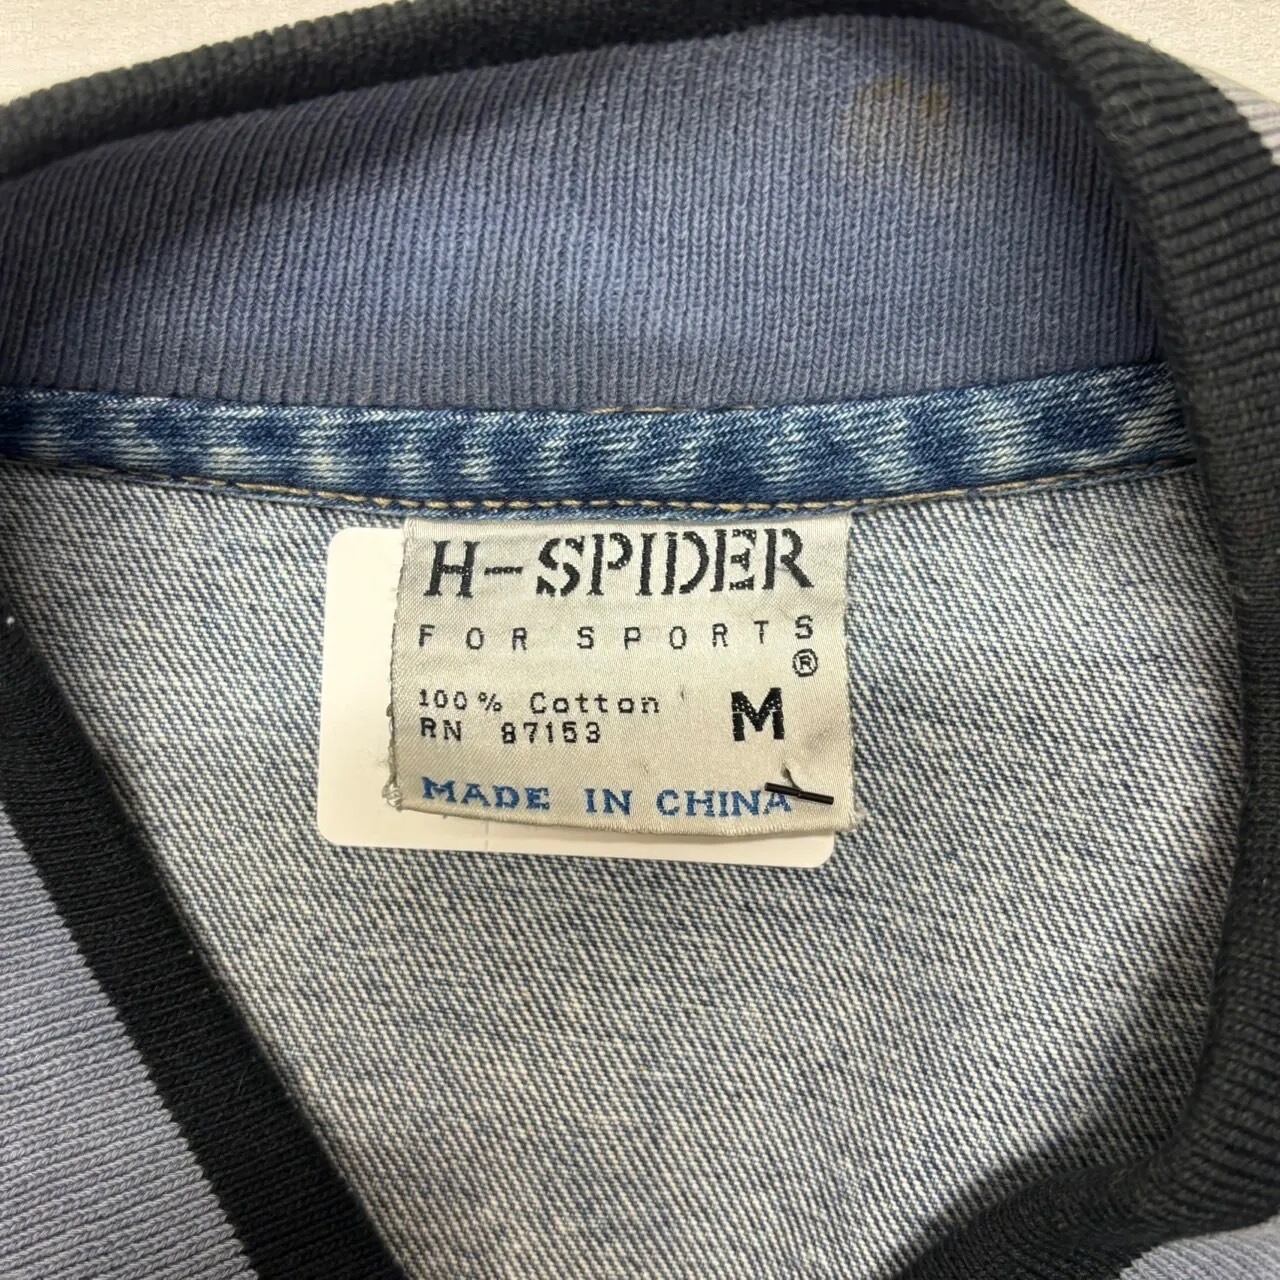 H-SPIDER
FOR SPORTS
®
100% Cotton
M
RN 87153
MADE IN CHINA